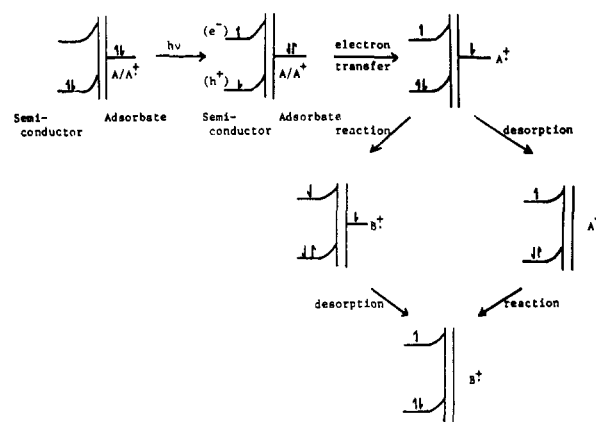 (e⁻)
hν
electron
transfer
A/A⁺·
(h⁺)
A/A⁺
A⁺·
Semi-
conductor
Adsorbate
Semi-
conductor
Adsorbate
reaction
desorption
B⁺·
A
desorption
reaction
B⁺·